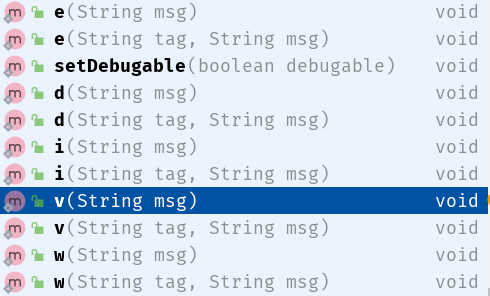 m e(String msg) void
m e(String tag, String msg) void
m setDebugable(boolean debugable) void
m d(String msg) void
m d(String tag, String msg) void
m i(String msg) void
m i(String tag, String msg) void
m v(String msg) void
m v(String tag, String msg) void
m w(String msg) void
m w(String tag, String msg) void